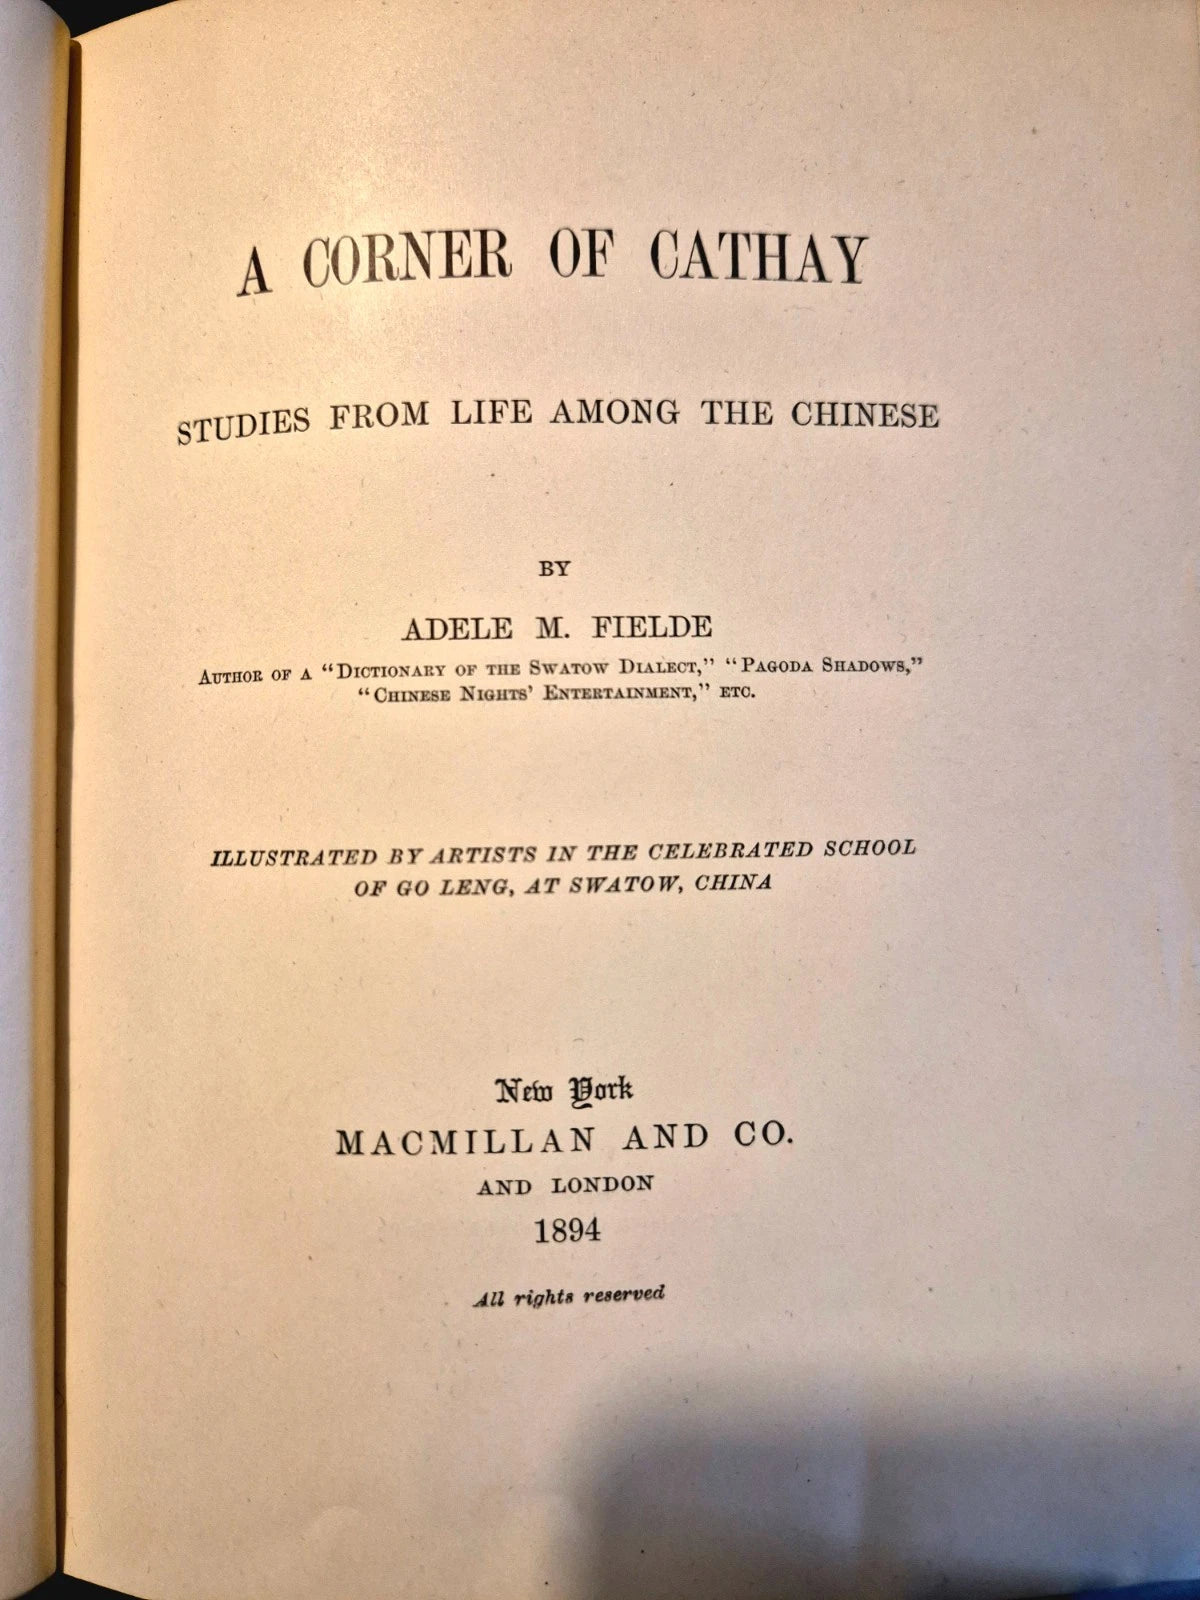 A CORNER OF CATHAY
STUDIES FROM LIFE AMONG THE CHINESE
BY
ADELE M. FIELDE
AUTHOR OF A “DICTIONARY OF THE SWATOW DIALECT,” “PAGODA SHADOWS,”
“CHINESE NIGHTS’ ENTERTAINMENT,” ETC.
ILLUSTRATED BY ARTISTS IN THE CELEBRATED SCHOOL
OF GO LENG, AT SWATOW, CHINA
New York
MACMILLAN AND CO.
AND LONDON
1894
All rights reserved